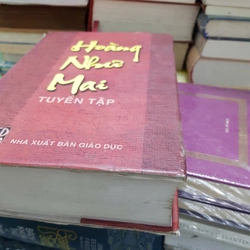 Hoàng
Như
Mai
TUYỂN TẬP
NHÀ XUẤT BẢN GIÁO DỤC